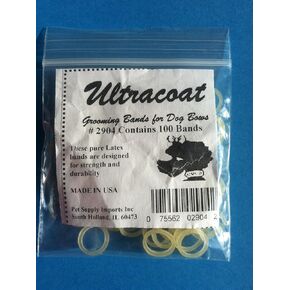 Ultracoat
Grooming Bands for Dog Bows
# 2904 Contains 100 Bands
These pure Latex
bands are designed
for strength and
durability
MADE IN USA
Pet Supply Imports Inc
South Holland, IL 60473
0 75562 02904 2